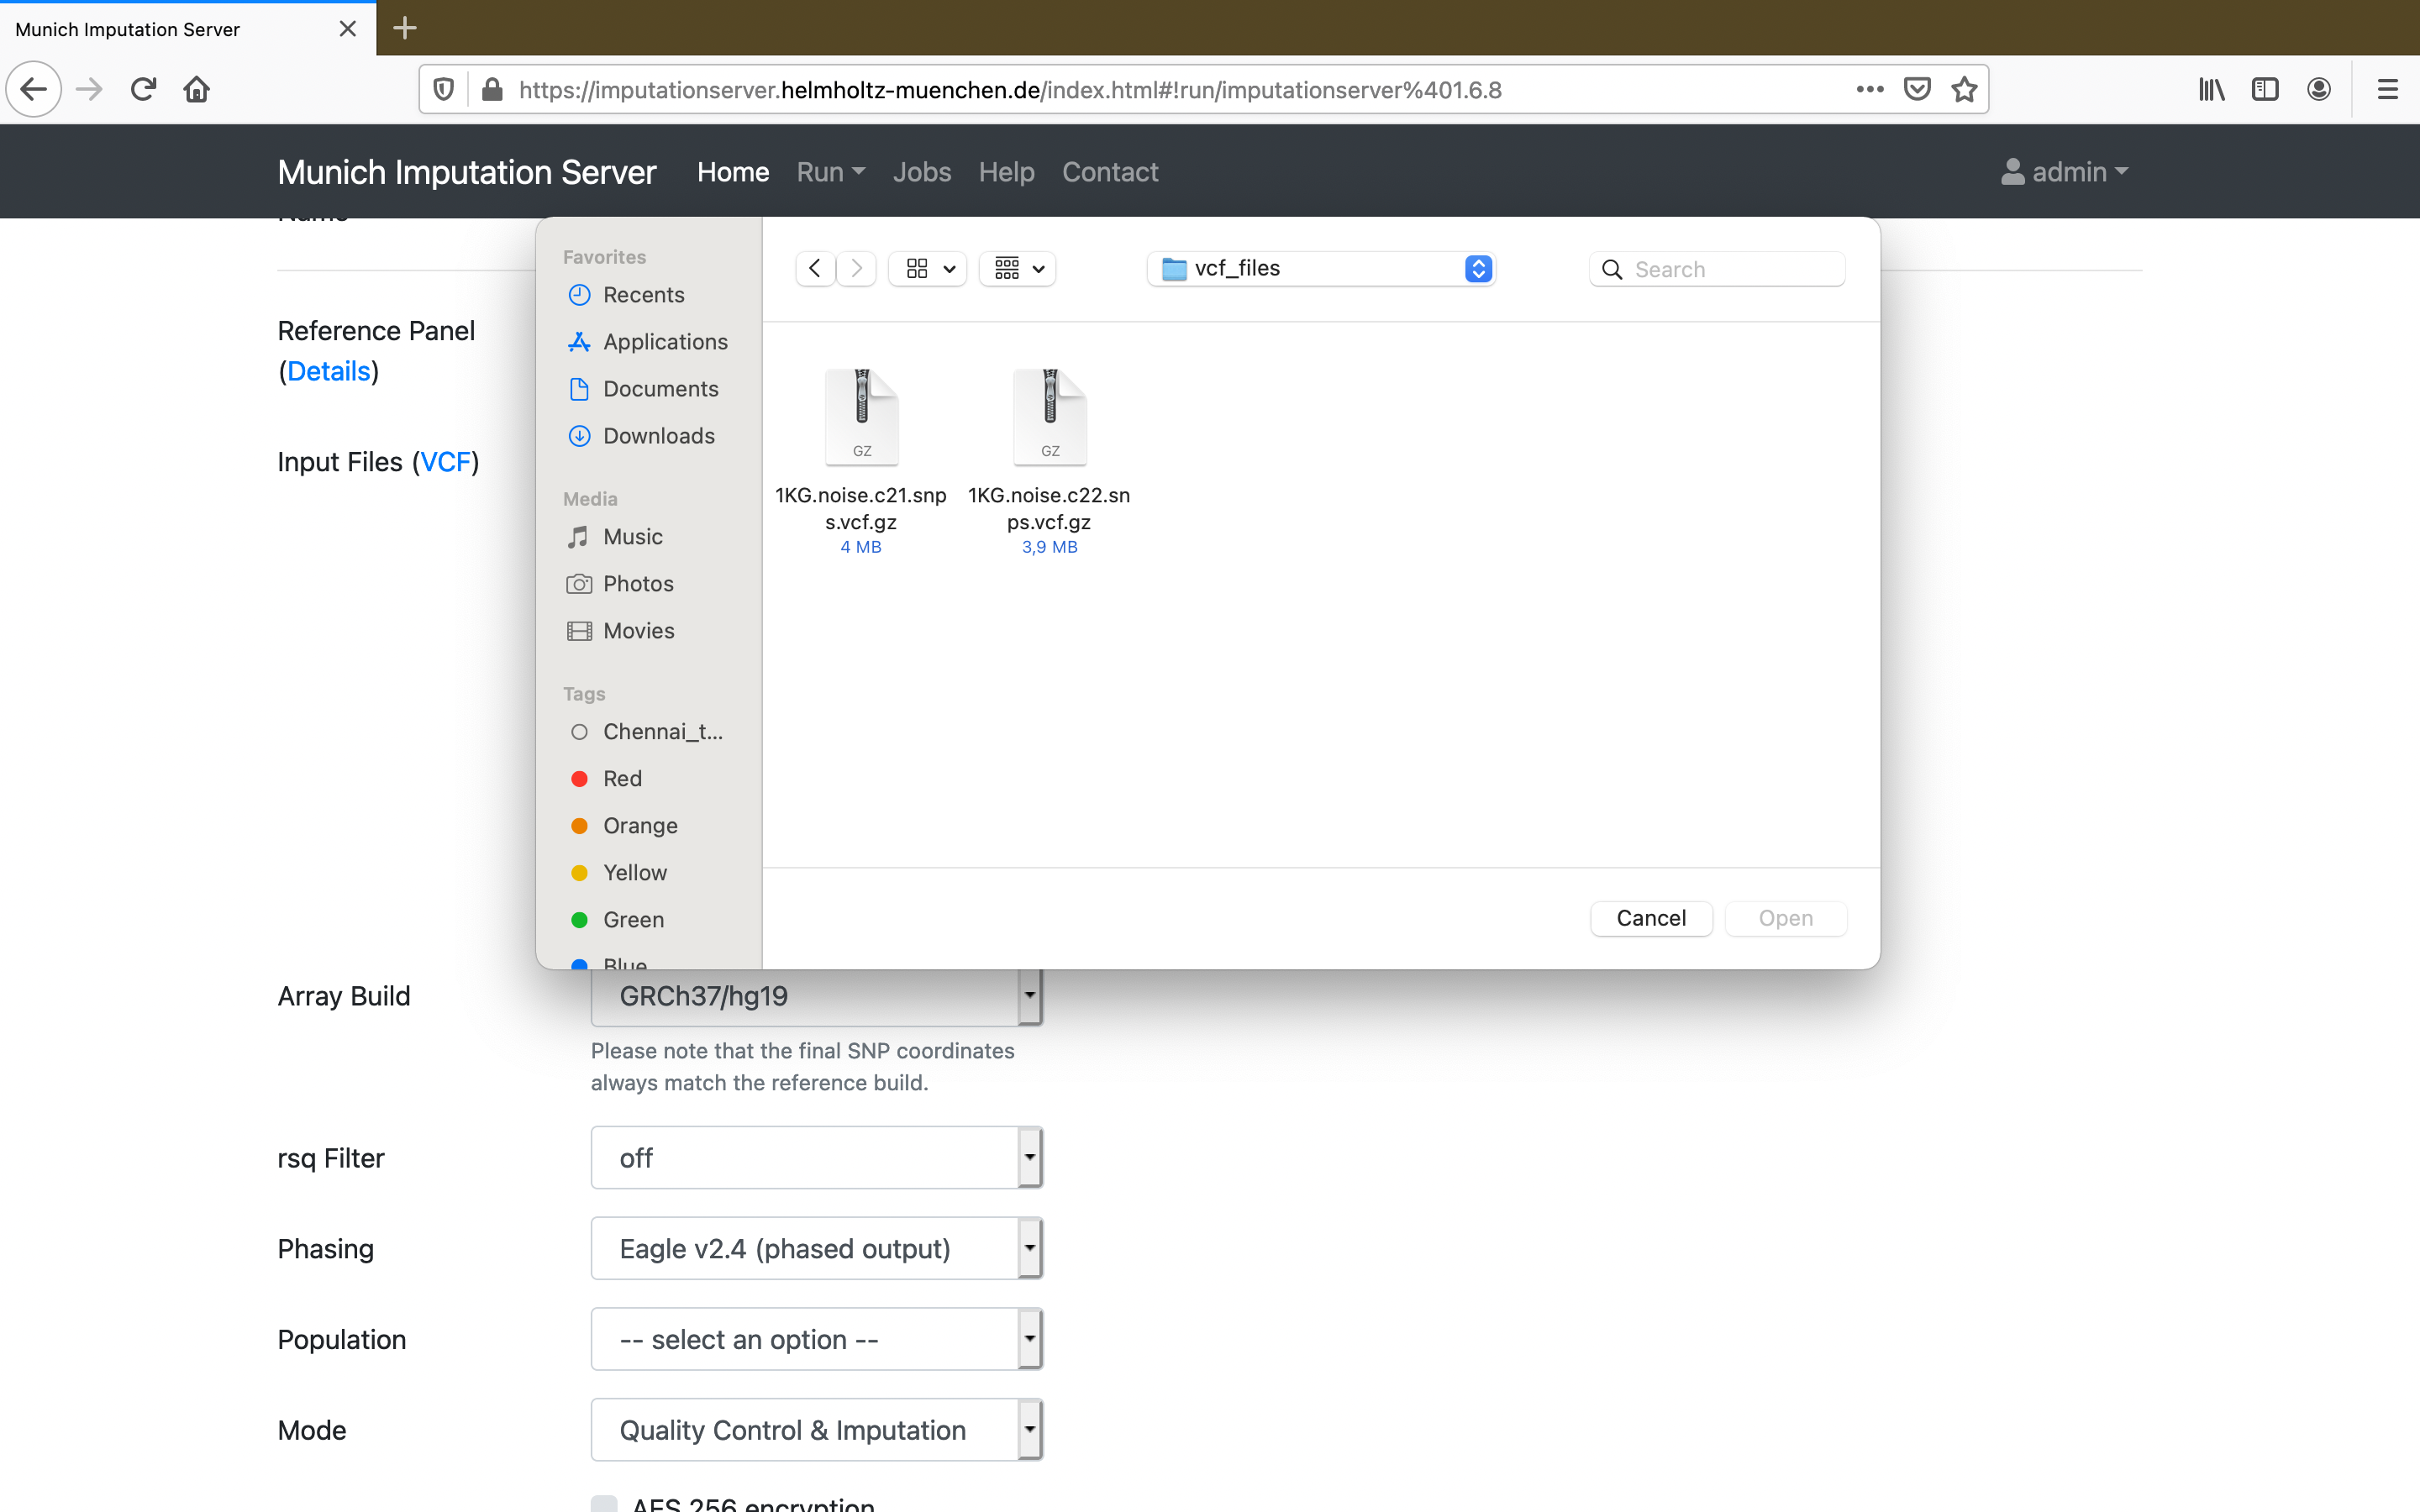 Munich Imputation Server
https://imputationserver.helmholtz-muenchen.de/index.html#!run/imputationserver%401.6.8
Munich Imputation Server Home Run Jobs Help Contact admin
Name
Reference Panel
(Details)
Input Files (VCF)
Favorites
Recents
Applications
Documents
Downloads
Media
Music
Photos
Movies
Tags
Chennai_t...
Red
Orange
Yellow
Green
Blue
vcf_files
Search
GZ
1KG.noise.c21.snp
s.vcf.gz
4 MB
GZ
1KG.noise.c22.sn
ps.vcf.gz
3,9 MB
Cancel Open
Array Build GRCh37/hg19
Please note that the final SNP coordinates
always match the reference build.
rsq Filter off
Phasing Eagle v2.4 (phased output)
Population -- select an option --
Mode Quality Control & Imputation
AES 256 encryption